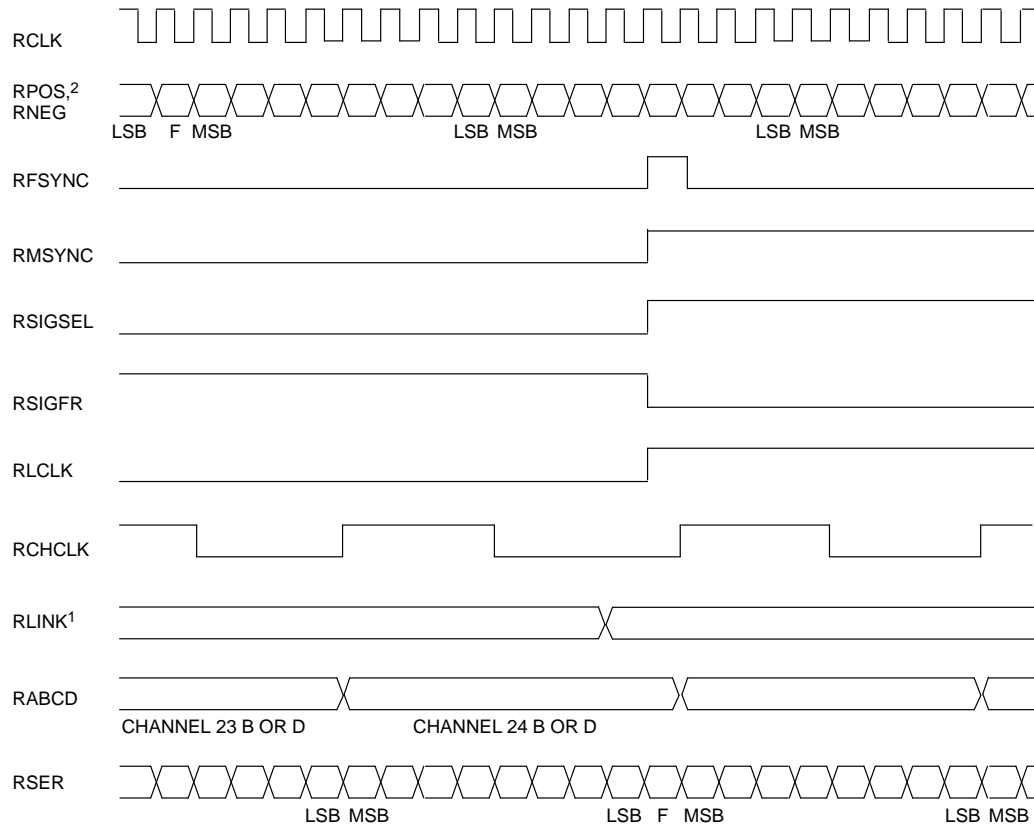 RCLK
RPOS,2
RNEG
LSB F MSB LSB MSB LSB MSB
RFSYNC
RMSYNC
RSIGSEL
RSIGFR
RLCLK
RCHCLK
RLINK1
RABCD
CHANNEL 23 B OR D CHANNEL 24 B OR D
RSER
LSB MSB LSB F MSB LSB MSB